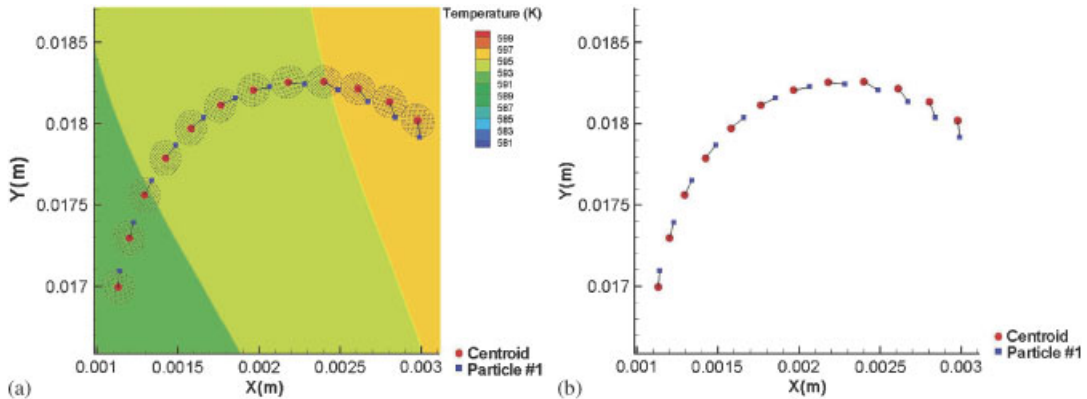 Temperature (K)
599
597
595
593
591
589
587
585
583
581
0.0185
0.018
0.0175
0.017
Y(m)
0.001
0.0015
0.002
0.0025
0.003
X(m)
Centroid
Particle #1
(a)
0.0185
0.018
0.0175
0.017
Y(m)
0.001
0.0015
0.002
0.0025
0.003
X(m)
Centroid
Particle #1
(b)